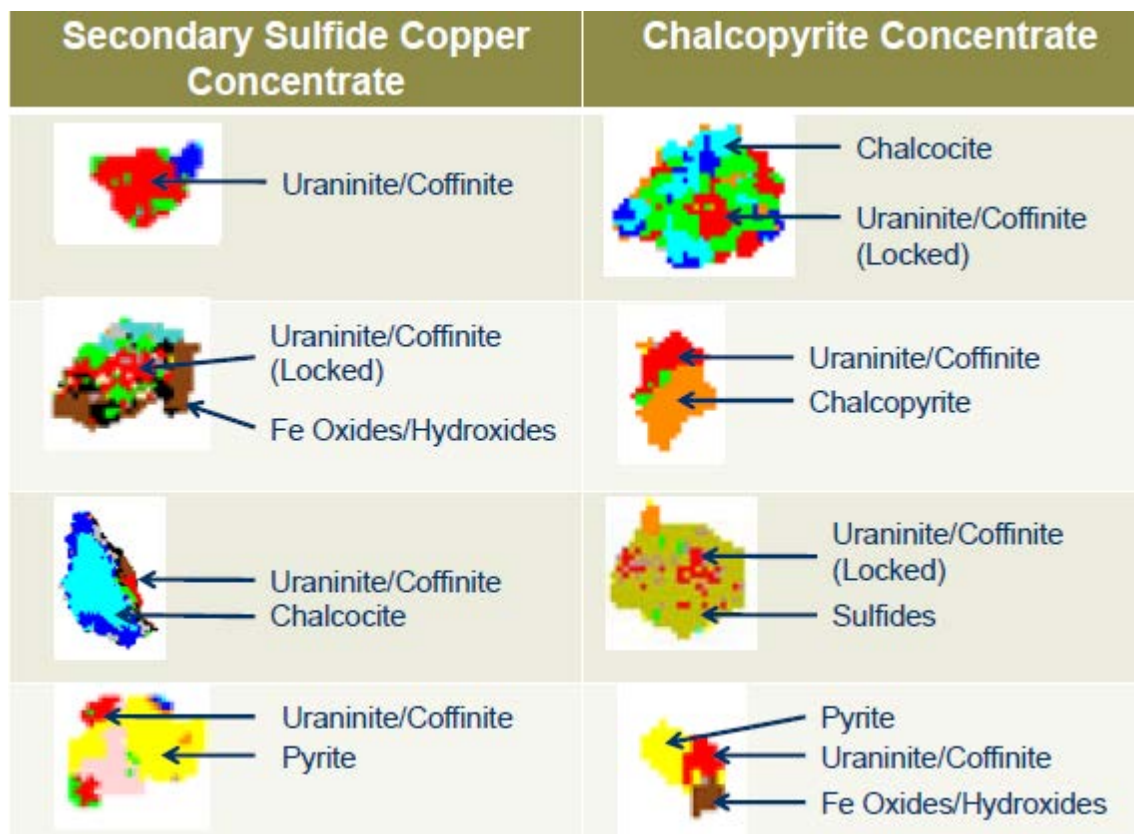 Secondary Sulfide Copper
Concentrate
Chalcopyrite Concentrate
Uraninite/Coffinite
Chalcocite
Uraninite/Coffinite
(Locked)
Uraninite/Coffinite
(Locked)
Fe Oxides/Hydroxides
Uraninite/Coffinite
Chalcopyrite
Uraninite/Coffinite
Chalcocite
Uraninite/Coffinite
(Locked)
Sulfides
Uraninite/Coffinite
Pyrite
Pyrite
Uraninite/Coffinite
Fe Oxides/Hydroxides